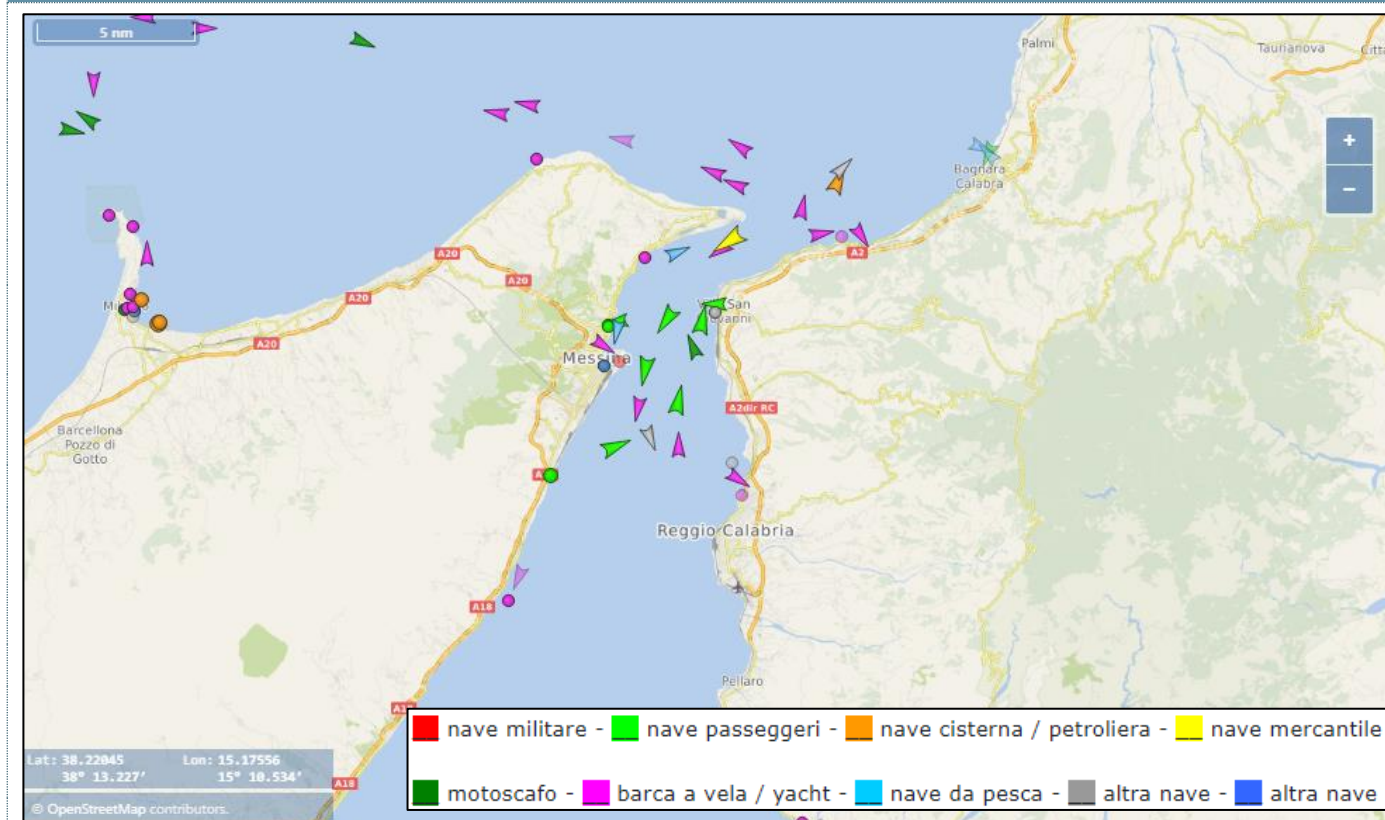 5 nm
Palmi
Taurianova
Citt
+
Bagnara
Calabra
−
A20
A2
A20
A20
San
A20
Messina
A2dir RC
Barcellona
Pozzo di
Gotto
Reggio Calabria
A18
Pellaro
nave militare - nave passeggeri - nave cisterna / petroliera - nave mercantile
Lat: 38.22045 Lon: 15.17556
38° 13.227’ 15° 10.534’
A18
motoscafo - barca a vela / yacht - nave da pesca - altra nave - altra nave
© OpenStreetMap contributors.